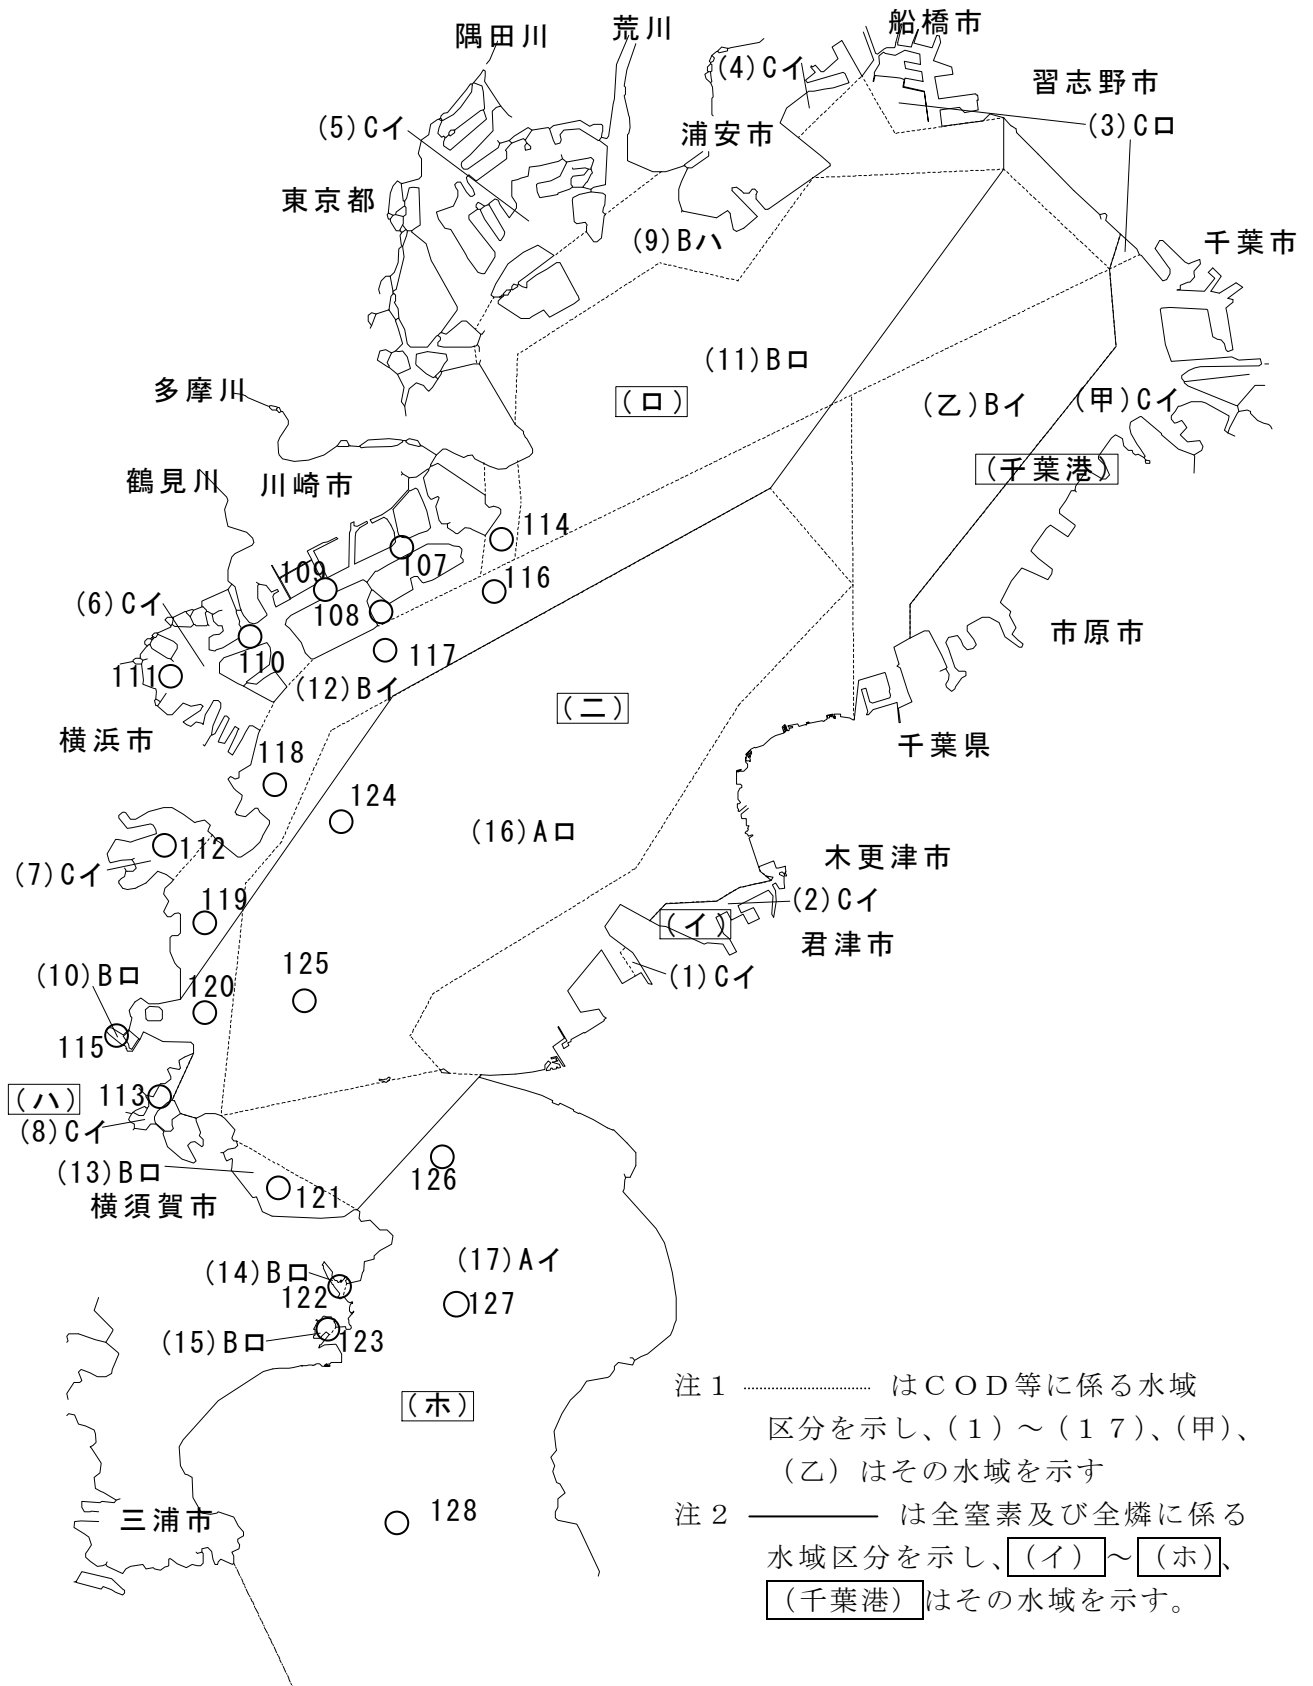 船橋市
荒川
隅田川
(4)Cイ
習志野市
(5)Cイ
浦安市
(3)Cロ
東京都
(9)Bハ
千葉市
(11)Bロ
多摩川
(ロ)
(乙)Bイ
(甲)Cイ
鶴見川
川崎市
(千葉港)
114
107
109
116
(6)Cイ
108
市原市
110
117
111
(12)Bイ
(ニ)
横浜市
千葉県
118
124
(16)Aロ
112
木更津市
(7)Cイ
(2)Cイ
119
(イ)
君津市
125
(10)Bロ
(1)Cイ
120
115
113
(ハ)
(8)Cイ
(13)Bロ
126
121
横須賀市
(17)Aイ
(14)Bロ
122
127
(15)Bロ
123
注1 はCOD等に係る水域
区分を示し、(1)～(17)、(甲)、
(乙)はその水域を示す
(ホ)
128
三浦市
注2 は全窒素及び全燐に係る
水域区分を示し、(イ)～(ホ)、
(千葉港)はその水域を示す。